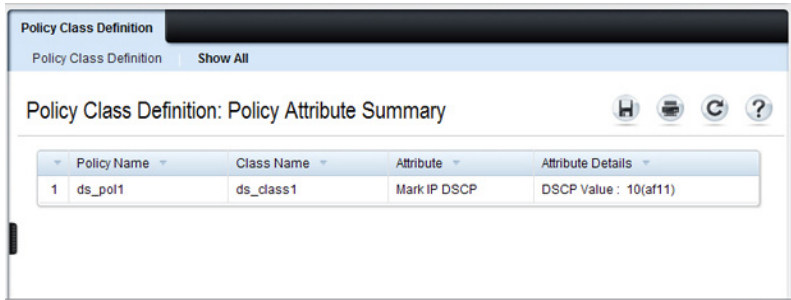 Policy Class Definition
Policy Class Definition Show All
Policy Class Definition: Policy Attribute Summary
Policy Name Class Name Attribute Attribute Details
1 ds_pol1 ds_class1 Mark IP DSCP DSCP Value : 10(af11)